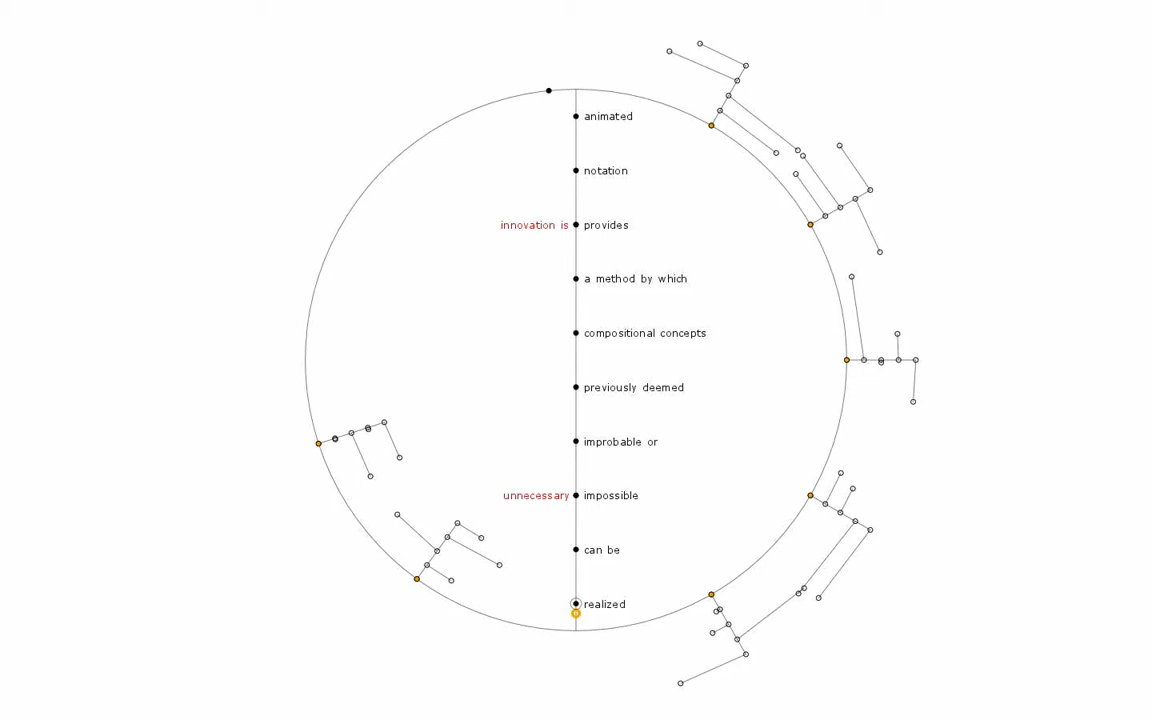 animated
notation
innovation is provides
a method by which
compositional concepts
previously deemed
improbable or
unnecessary impossible
can be
realized